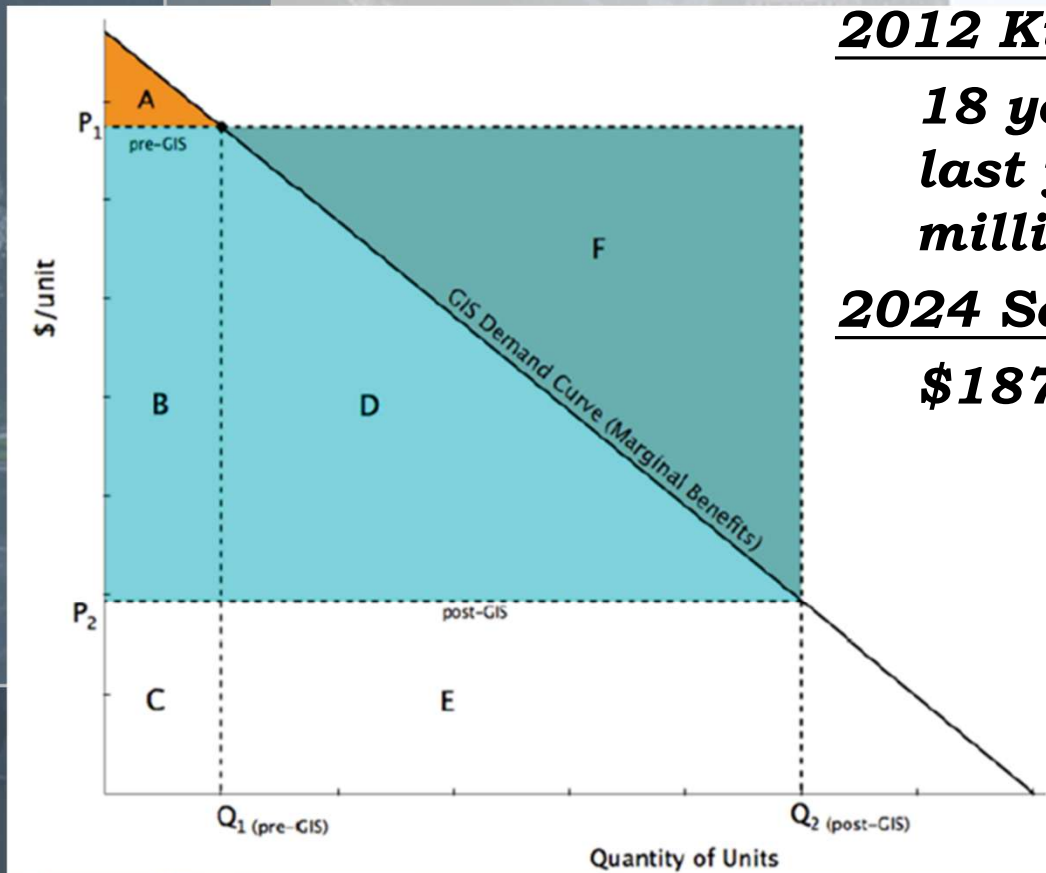 2012
18
last
2024
$187
A
P1
pre-GIS
F
$/unit
GIS Demand Curve (Marginal Benefits)
B
D
P2
post-GIS
C
E
Q1 (pre-GIS)
Q2 (post-GIS)
Quantity of Units